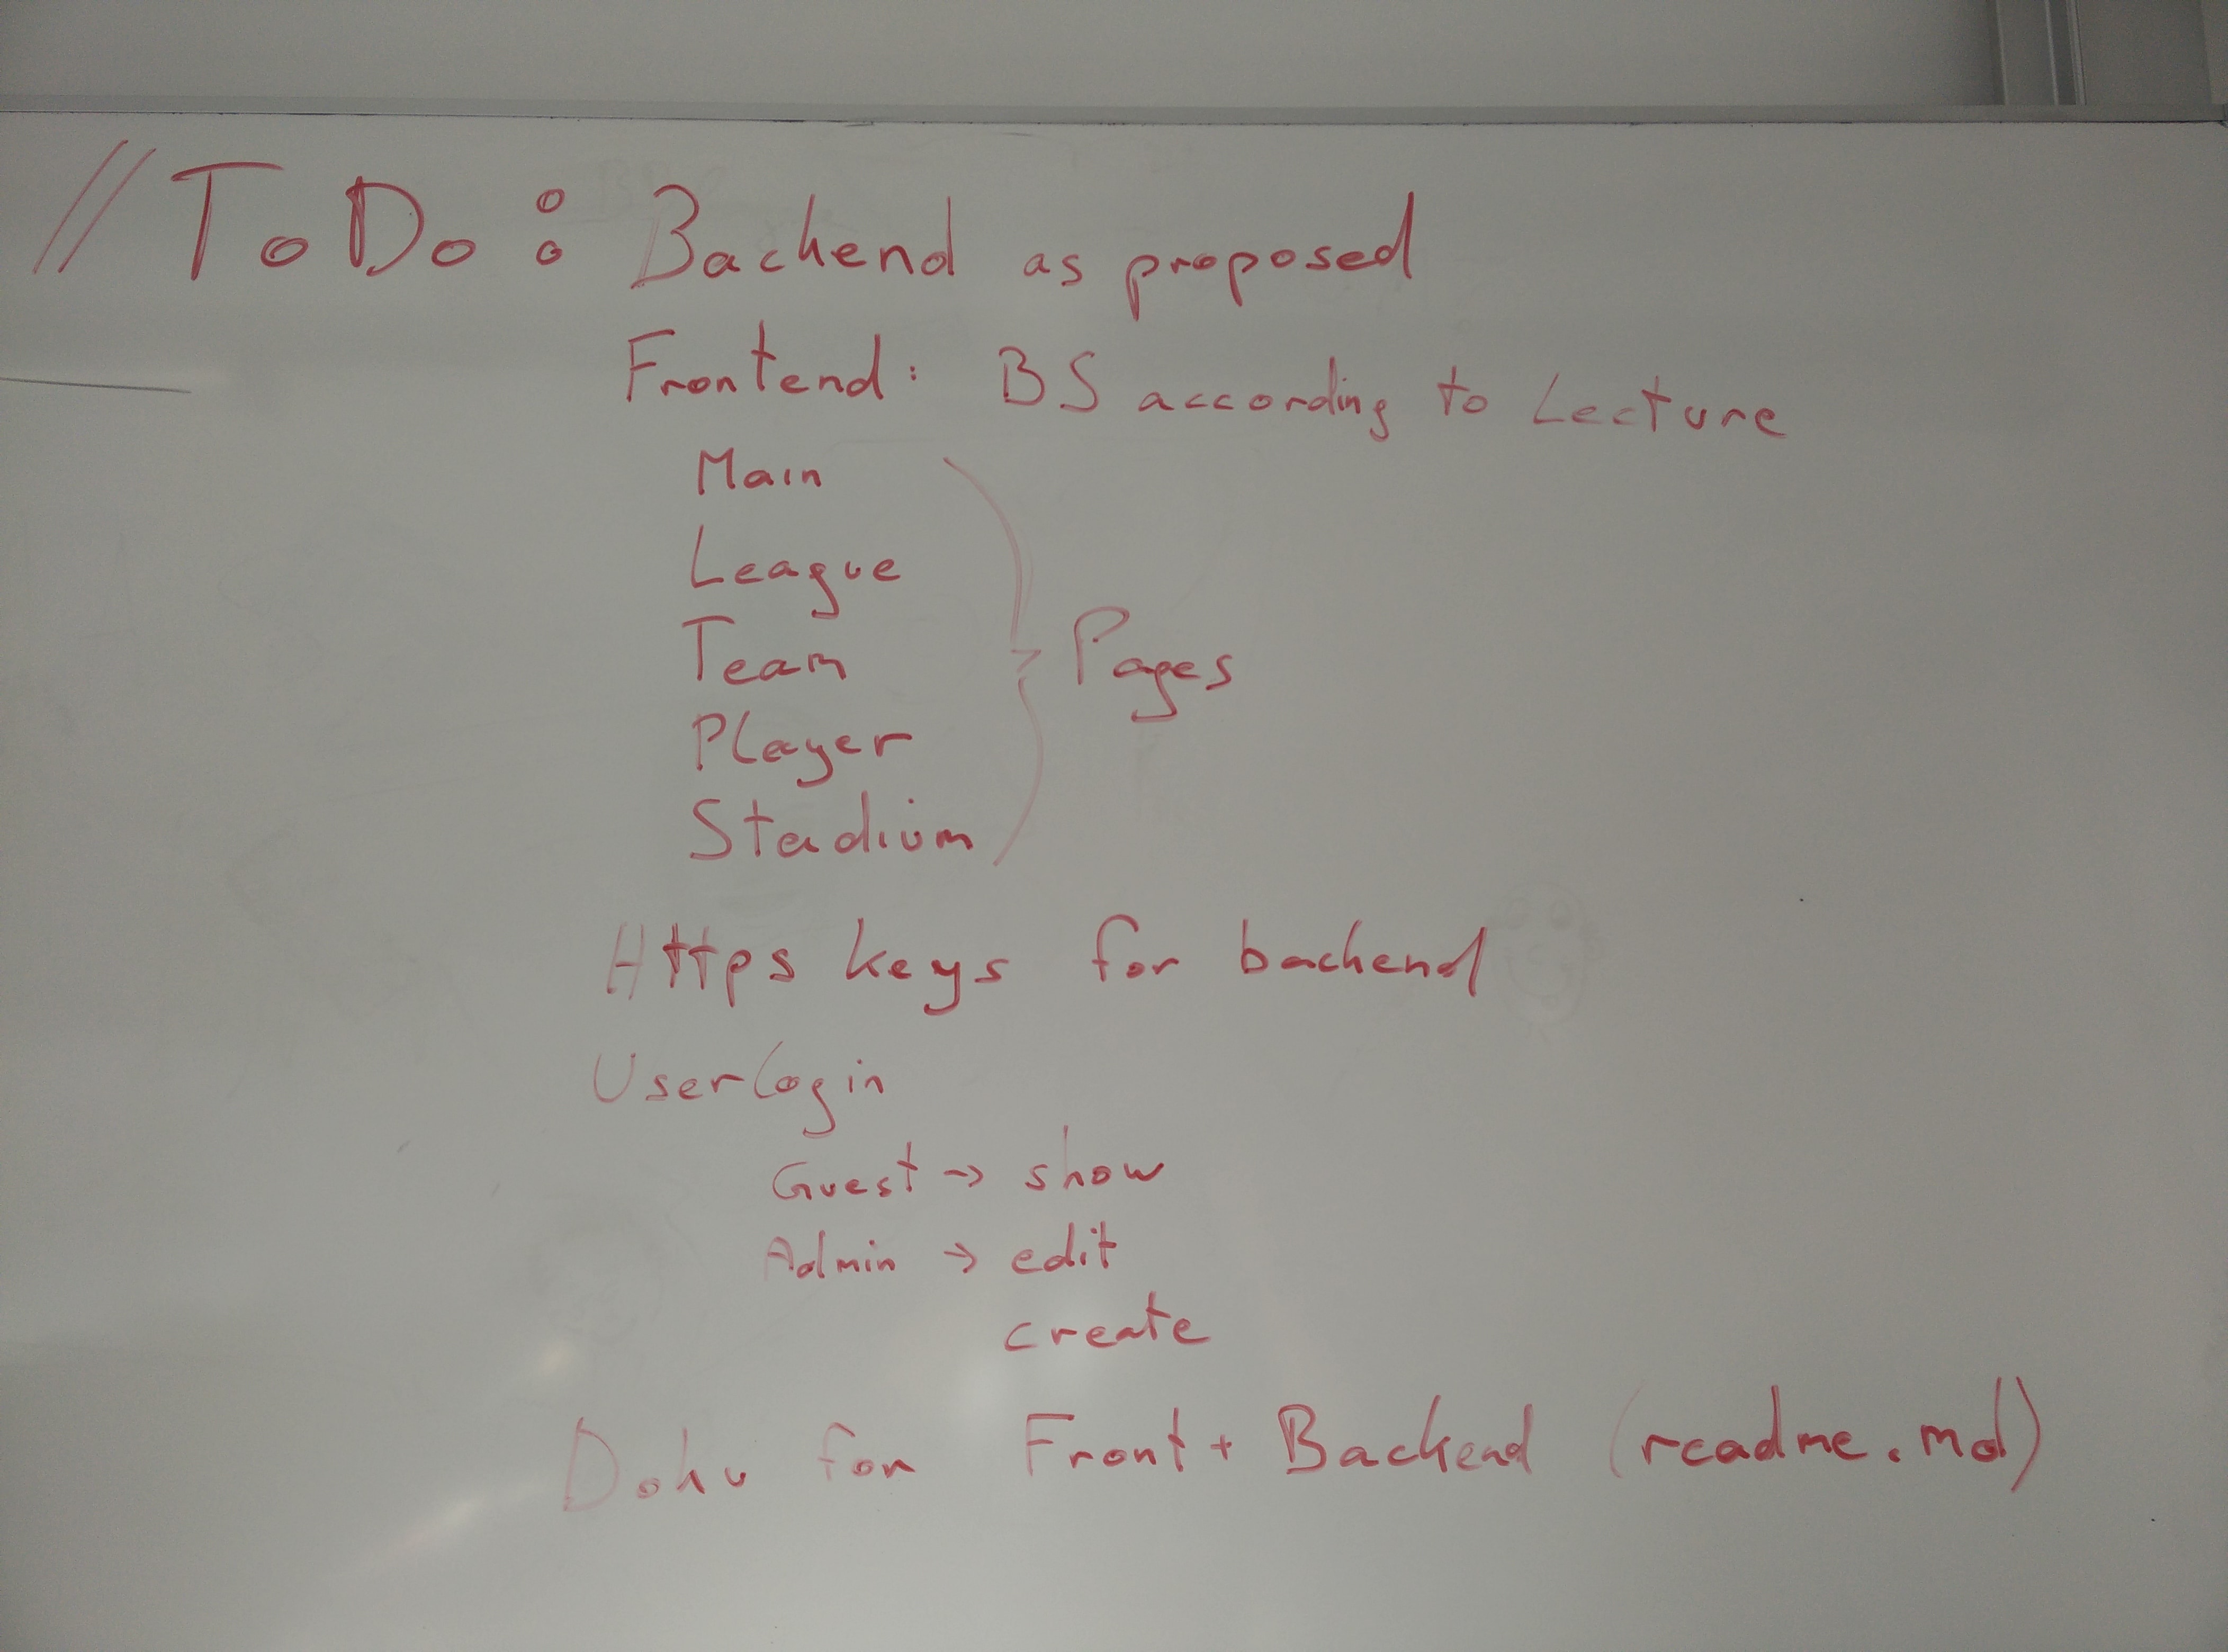 // ToDo : Backend as proposed
Frontend: BS according to Lecture
Main
League
Team
Pages
Player
Stadium
Https keys for backend
UserLogin
Guest -> show
Admin -> edit
create
Doku for Front + Backend (readme.md)